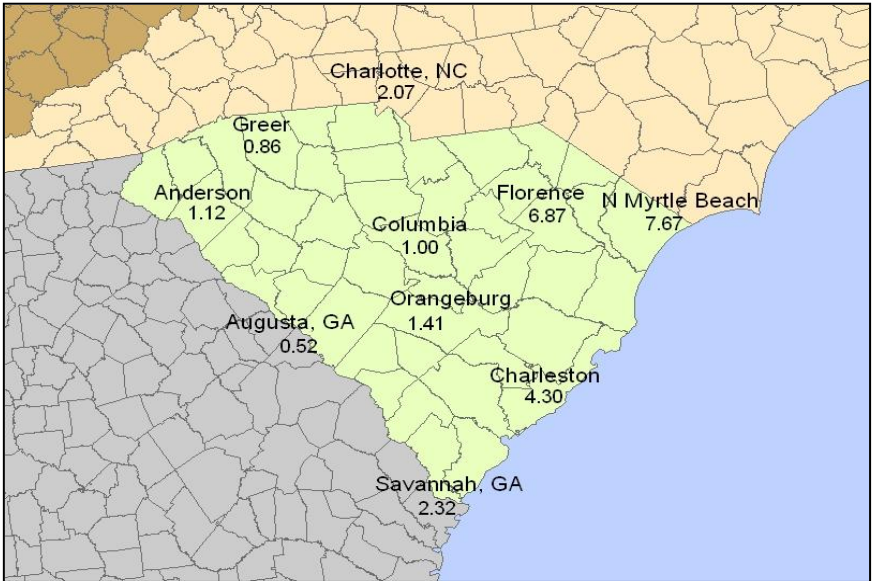 Charlotte, NC
2.07
Greer
0.86
Anderson
1.12
Florence
6.87
N Myrtle Beach
7.67
Columbia
1.00
Orangeburg
1.41
Augusta, GA
0.52
Charleston
4.30
Savannah, GA
2.32